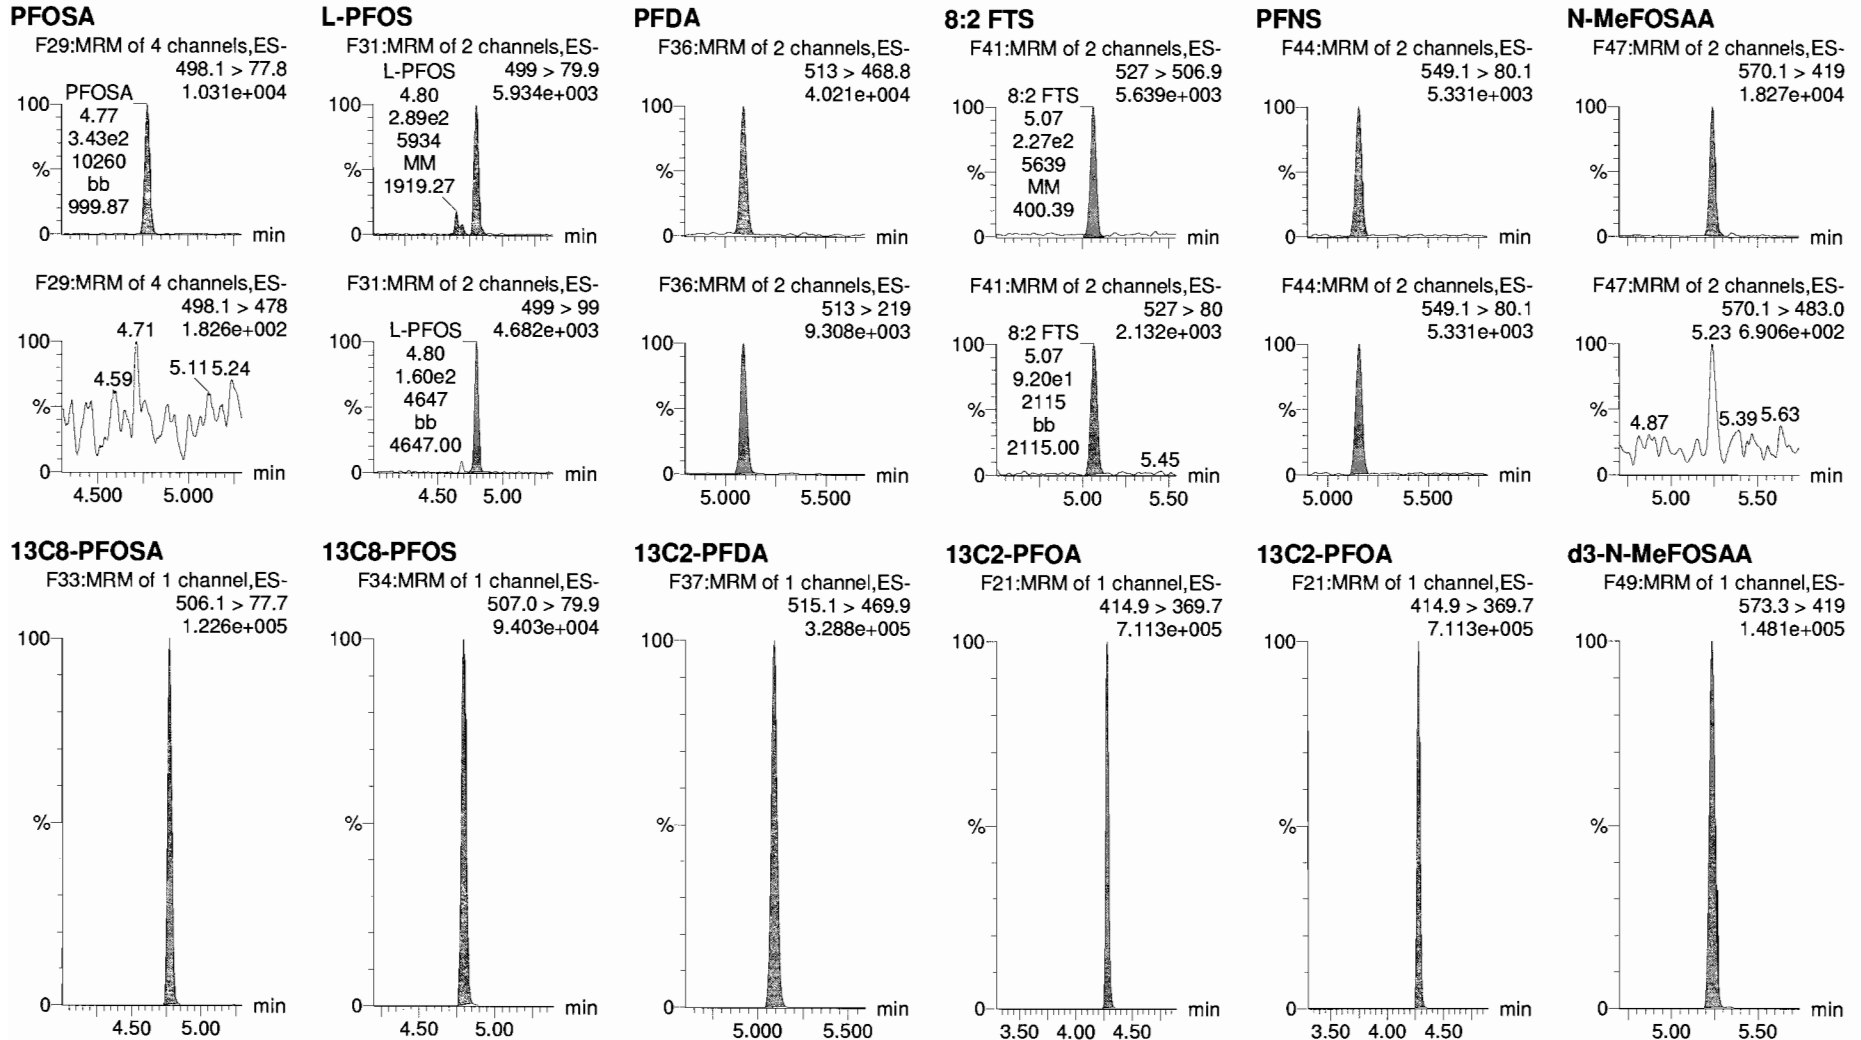 PFOSA
F29:MRM of 4 channels,ES-
498.1 > 77.8
1.031e+004
PFOSA
4.77
3.43e2
10260
bb
999.87
100
%
0
min
F29:MRM of 4 channels,ES-
498.1 > 478
1.826e+002
4.71
4.59
5.11
5.24
100
%
0
min
4.500
5.000
L-PFOS
F31:MRM of 2 channels,ES-
499 > 79.9
5.934e+003
L-PFOS
4.80
2.89e2
5934
MM
1919.27
100
%
0
min
F31:MRM of 2 channels,ES-
499 > 99
4.682e+003
L-PFOS
4.80
1.60e2
4647
bb
4647.00
100
%
0
min
4.50
5.00
PFDA
F36:MRM of 2 channels,ES-
513 > 468.8
4.021e+004
100
%
0
min
F36:MRM of 2 channels,ES-
513 > 219
9.308e+003
100
%
0
min
5.000
5.500
8:2 FTS
F41:MRM of 2 channels,ES-
527 > 506.9
5.639e+003
8:2 FTS
5.07
2.27e2
5639
MM
400.39
100
%
0
min
F41:MRM of 2 channels,ES-
527 > 80
2.132e+003
8:2 FTS
5.07
9.20e1
2115
bb
2115.00
5.45
100
%
0
min
5.00
5.50
PFNS
F44:MRM of 2 channels,ES-
549.1 > 80.1
5.331e+003
100
%
0
min
F44:MRM of 2 channels,ES-
549.1 > 80.1
5.331e+003
100
%
0
min
5.000
5.500
N-MeFOSAA
F47:MRM of 2 channels,ES-
570.1 > 419
1.827e+004
100
%
0
min
F47:MRM of 2 channels,ES-
570.1 > 483.0
5.23 6.906e+002
4.87
5.39
5.63
100
%
0
min
5.00
5.50
13C8-PFOSA
F33:MRM of 1 channel,ES-
506.1 > 77.7
1.226e+005
100
%
0
min
4.50
5.00
13C8-PFOS
F34:MRM of 1 channel,ES-
507.0 > 79.9
9.403e+004
100
%
0
min
4.50
5.00
13C2-PFDA
F37:MRM of 1 channel,ES-
515.1 > 469.9
3.288e+005
100
%
0
min
5.000
5.500
13C2-PFOA
F21:MRM of 1 channel,ES-
414.9 > 369.7
7.113e+005
100
%
0
min
3.50
4.00
4.50
13C2-PFOA
F21:MRM of 1 channel,ES-
414.9 > 369.7
7.113e+005
100
%
0
min
3.50
4.00
4.50
d3-N-MeFOSAA
F49:MRM of 1 channel,ES-
573.3 > 419
1.481e+005
100
%
0
min
5.00
5.50